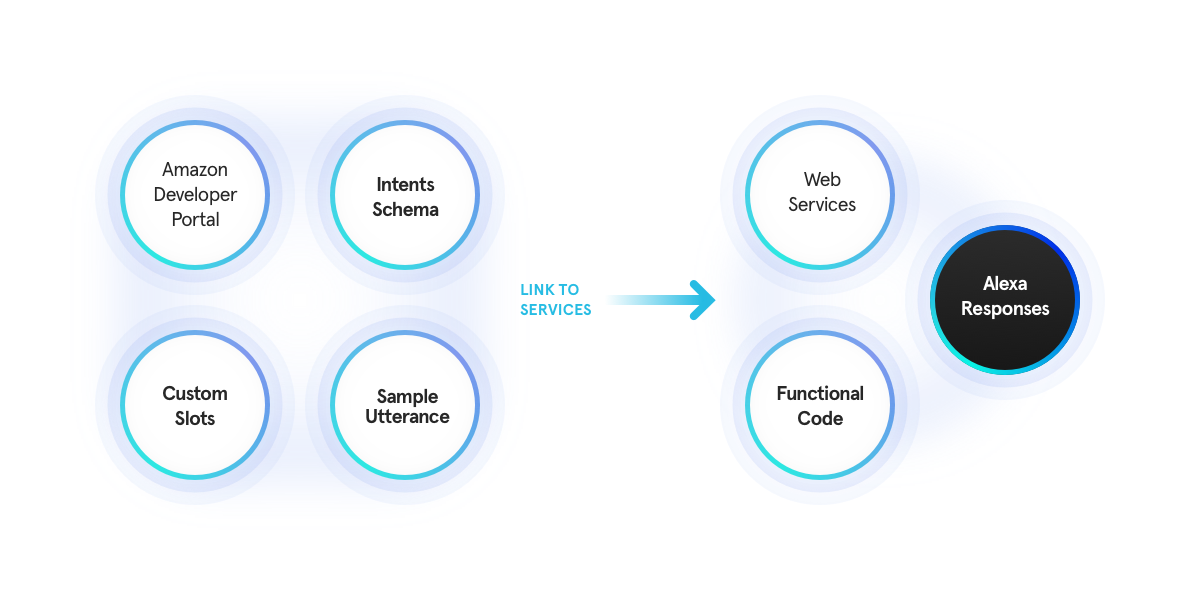 Amazon
Developer
Portal
Intents
Schema
Custom
Slots
Sample
Utterance
LINK TO
SERVICES
Web
Services
Functional
Code
Alexa
Responses